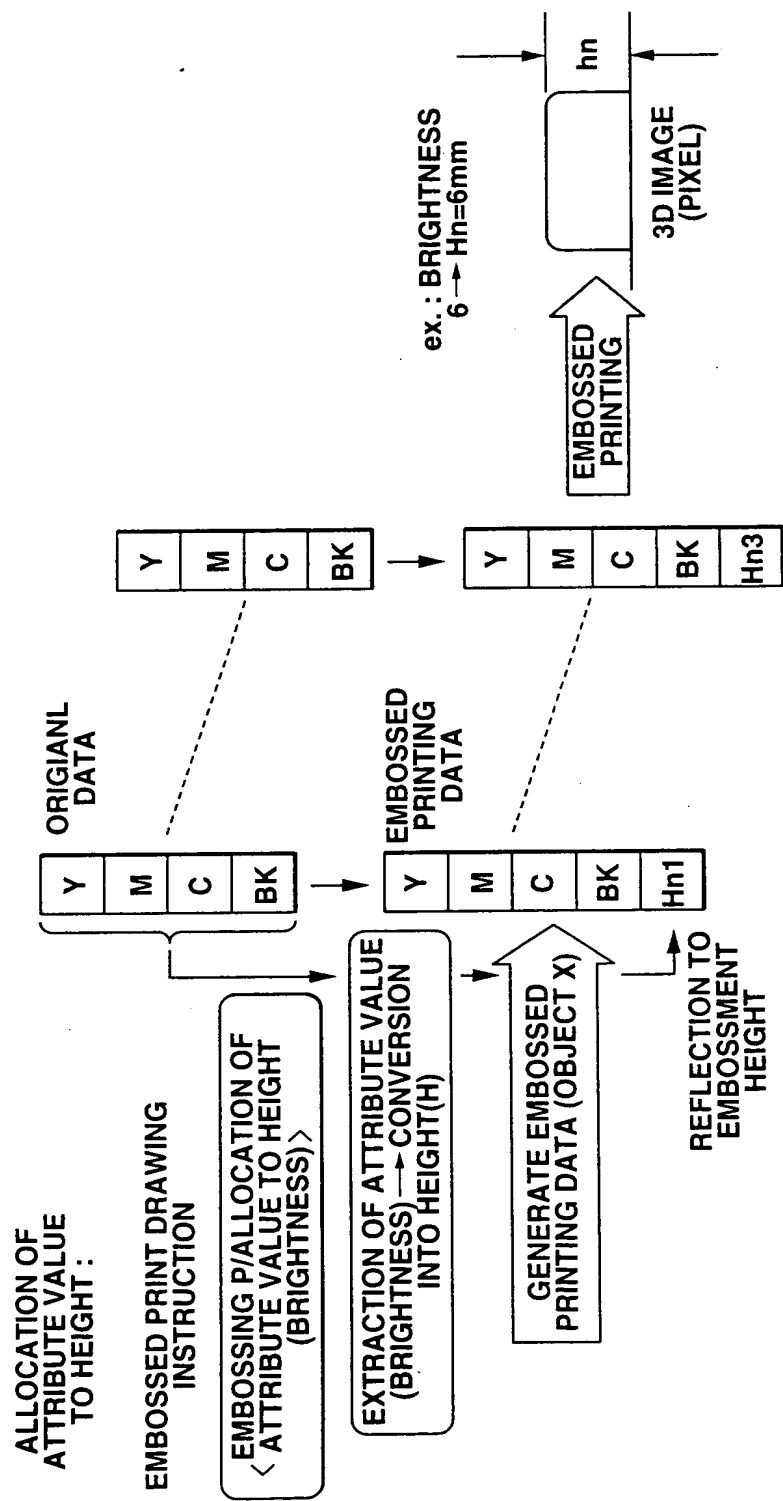 ALLOCATION OF
ATTRIBUTE VALUE
TO HEIGHT :
EMBOSSED PRINT DRAWING
INSTRUCTION
EMBOSSING P/ALLOCATION OF
< ATTRIBUTE VALUE TO HEIGHT
(BRIGHTNESS) >
EXTRACTION OF ATTRIBUTE VALUE
(BRIGHTNESS) → CONVERSION
INTO HEIGHT(H)
GENERATE EMBOSSED
PRINTING DATA (OBJECT X)
REFLECTION TO
EMBOSSMENT
HEIGHT
ORIGIANL
DATA
Y
M
C
BK
Y
M
C
BK
EMBOSSED
PRINTING
DATA
Y
M
C
BK
Hn1
Y
M
C
BK
Hn3
EMBOSSED
PRINTING
ex. : BRIGHTNESS
6 → Hn=6mm
hn
3D IMAGE
(PIXEL)